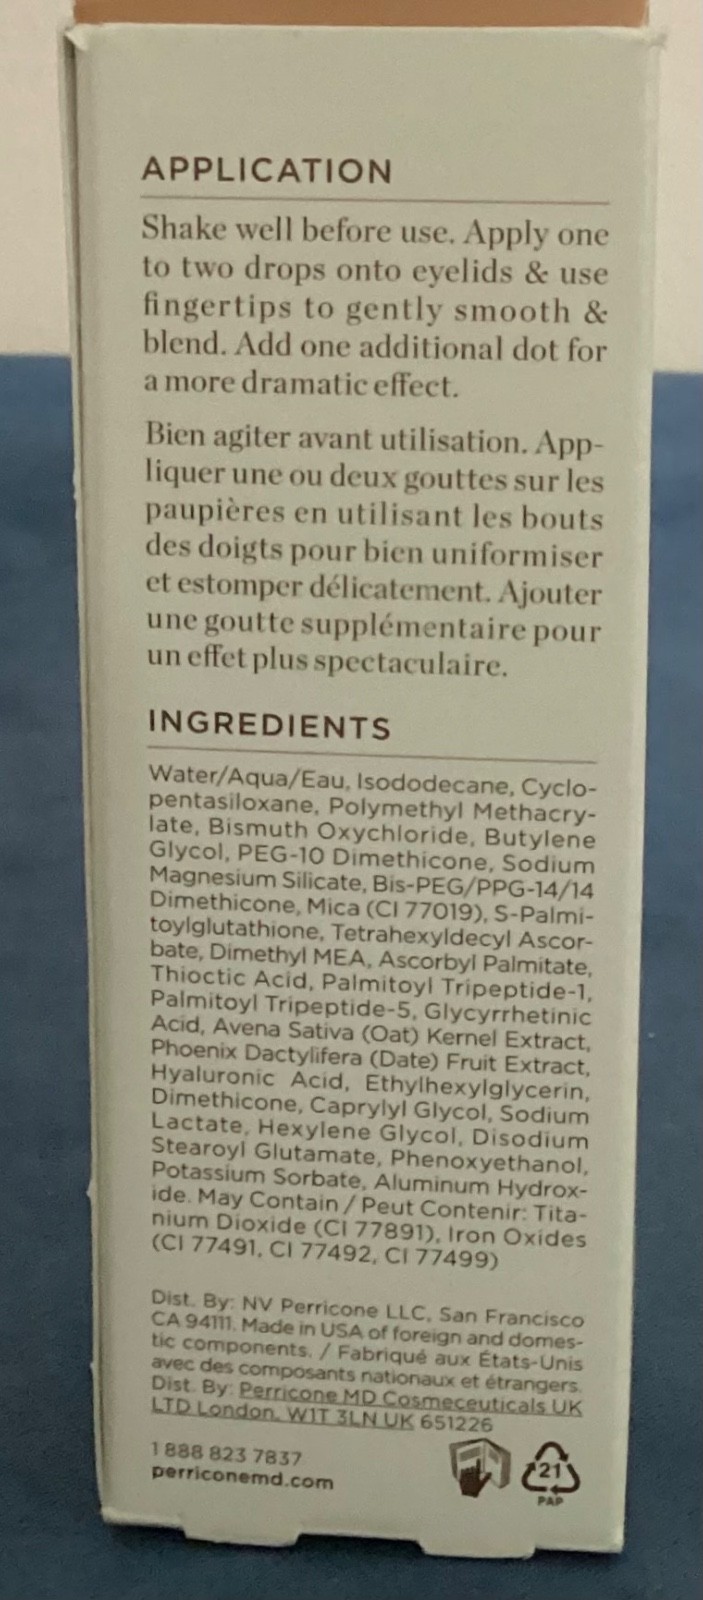 APPLICATION
Shake well before use. Apply one
to two drops onto eyelids & use
fingertips to gently smooth &
blend. Add one additional dot for
a more dramatic effect.
Bien agiter avant utilisation. App-
liquer une ou deux gouttes sur les
paupières en utilisant les bouts
des doigts pour bien uniformiser
et estomper délicatement. Ajouter
une goutte supplémentaire pour
un effet plus spectaculaire.
INGREDIENTS
Water/Aqua/Eau, Isododecane, Cyclo-
pentasiloxane, Polymethyl Methacry-
late, Bismuth Oxychloride, Butylene
Glycol, PEG-10 Dimethicone, Sodium
Magnesium Silicate, Bis-PEG/PPG-14/14
Dimethicone, Mica (CI 77019), S-Palmi-
toylglutathione, Tetrahexyldecyl Ascor-
bate, Dimethyl MEA, Ascorbyl Palmitate,
Thioctic Acid, Palmitoyl Tripeptide-1,
Palmitoyl Tripeptide-5, Glycyrrhetinic
Acid, Avena Sativa (Oat) Kernel Extract,
Phoenix Dactylifera (Date) Fruit Extract,
Hyaluronic Acid, Ethylhexylglycerin,
Dimethicone, Caprylyl Glycol, Sodium
Lactate, Hexylene Glycol, Disodium
Stearoyl Glutamate, Phenoxyethanol,
Potassium Sorbate, Aluminum Hydrox-
ide. May Contain / Peut Contenir: Tita-
nium Dioxide (CI 77891), Iron Oxides
(CI 77491, CI 77492, CI 77499)
Dist. By: NV Perricone LLC, San Francisco
CA 94111. Made in USA of foreign and domes-
tic components. / Fabriqué aux États-Unis
avec des composants nationaux et étrangers.
Dist. By: Perricone MD Cosmeceuticals UK
LTD London, W1T 3LN UK 651226
1 888 823 7837
perriconemd.com
21
PAP